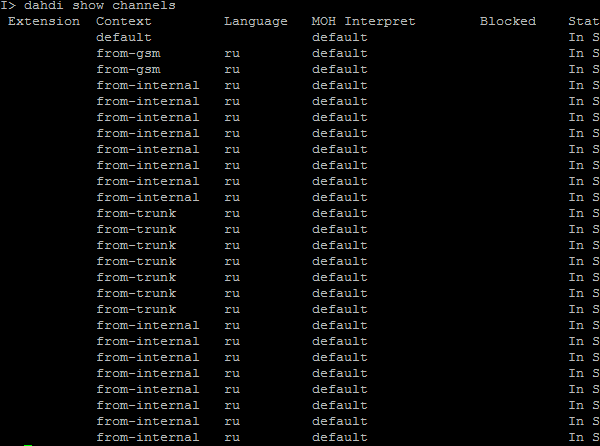 I> dahdi show channels
Extension Context Language MOH Interpret Blocked Stat
default default In S
from-gsm ru default In S
from-gsm ru default In S
from-internal ru default In S
from-internal ru default In S
from-internal ru default In S
from-internal ru default In S
from-internal ru default In S
from-internal ru default In S
from-internal ru default In S
from-internal ru default In S
from-trunk ru default In S
from-trunk ru default In S
from-trunk ru default In S
from-trunk ru default In S
from-trunk ru default In S
from-trunk ru default In S
from-trunk ru default In S
from-internal ru default In S
from-internal ru default In S
from-internal ru default In S
from-internal ru default In S
from-internal ru default In S
from-internal ru default In S
from-internal ru default In S
from-internal ru default In S